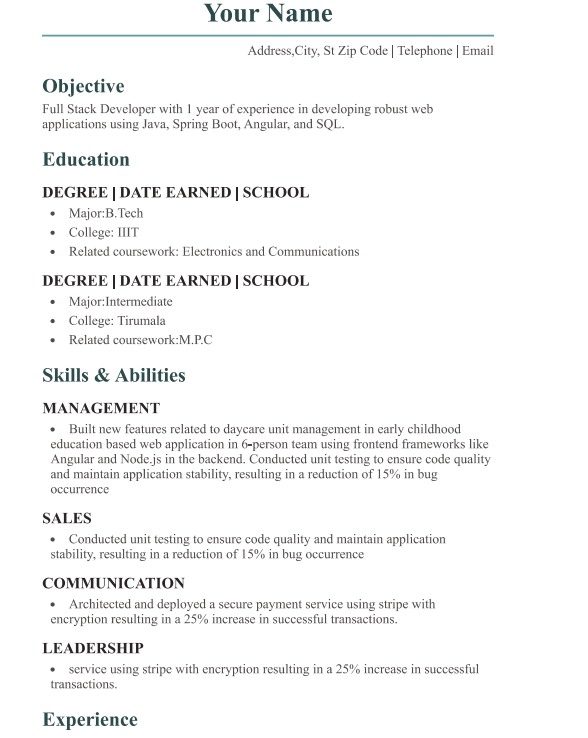 Your Name
Address,City, St Zip Code | Telephone | Email
Objective
Full Stack Developer with 1 year of experience in developing robust web
applications using Java, Spring Boot, Angular, and SQL.
Education
DEGREE | DATE EARNED | SCHOOL
• Major:B.Tech
• College: IIIT
• Related coursework: Electronics and Communications
DEGREE | DATE EARNED | SCHOOL
• Major:Intermediate
• College: Tirumala
• Related coursework:M.P.C
Skills & Abilities
MANAGEMENT
• Built new features related to daycare unit management in early childhood
education based web application in 6-person team using frontend frameworks like
Angular and Node.js in the backend. Conducted unit testing to ensure code quality
and maintain application stability, resulting in a reduction of 15% in bug
occurrence
SALES
• Conducted unit testing to ensure code quality and maintain application
stability, resulting in a reduction of 15% in bug occurrence
COMMUNICATION
• Architected and deployed a secure payment service using stripe with
encryption resulting in a 25% increase in successful transactions.
LEADERSHIP
• service using stripe with encryption resulting in a 25% increase in successful
transactions.
Experience